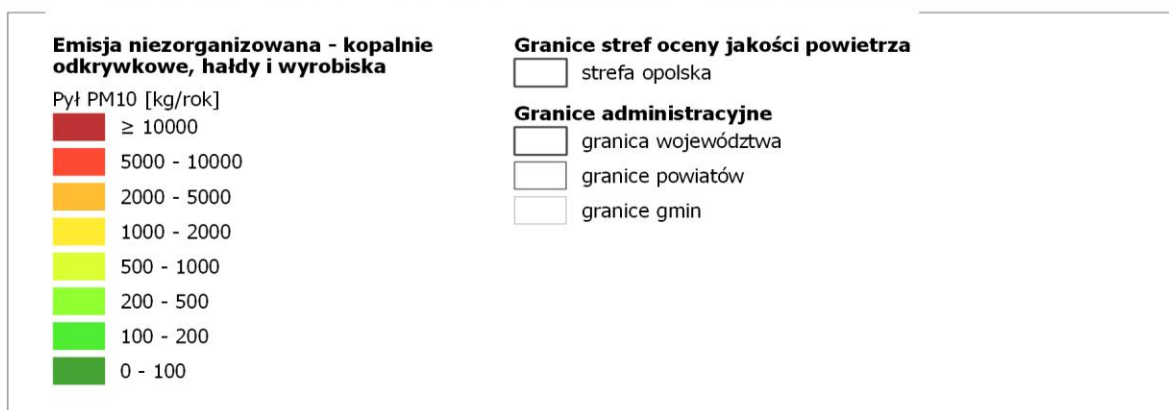 Emisja niezorganizowana - kopalnie
odkrywkowe, hałdy i wyrobiska
Pył PM10 [kg/rok]
≥ 10000
5000 - 10000
2000 - 5000
1000 - 2000
500 - 1000
200 - 500
100 - 200
0 - 100
Granice stref oceny jakości powietrza
strefa opolska
Granice administracyjne
granica województwa
granice powiatów
granice gmin